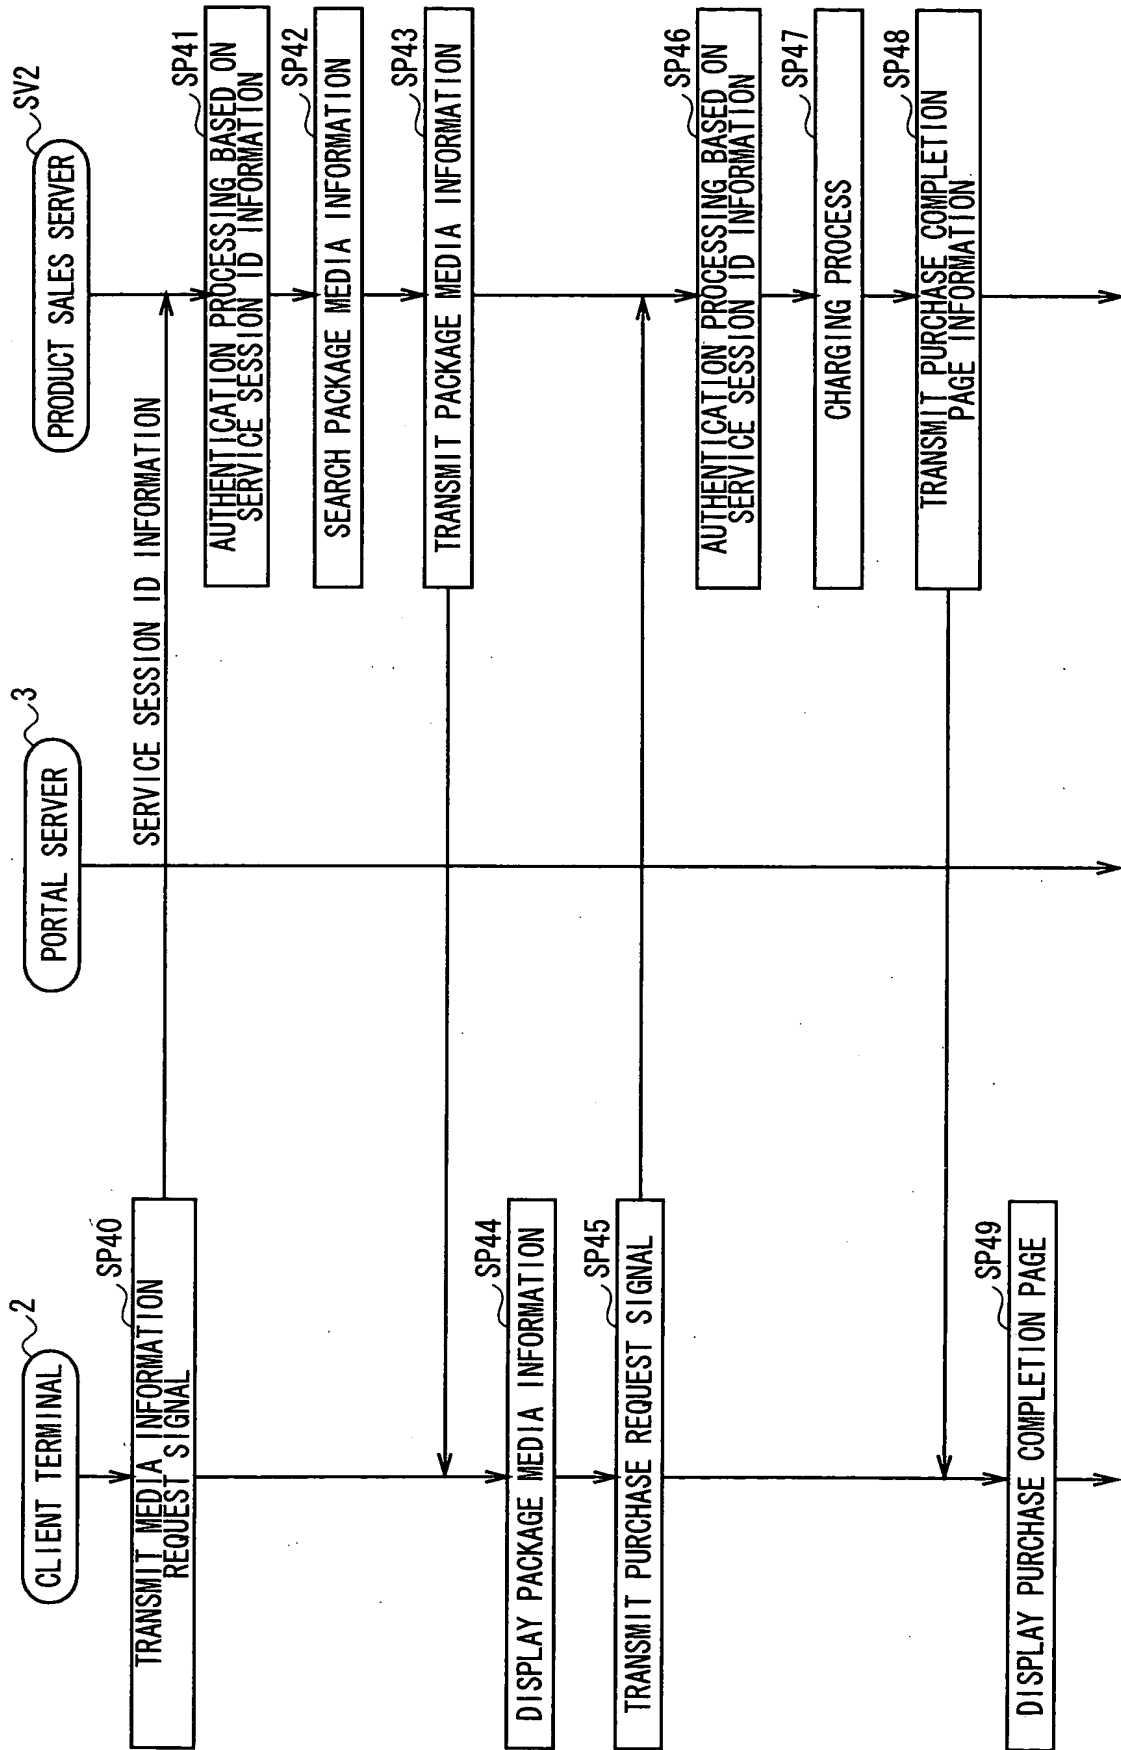 CLIENT TERMINAL
2
PORTAL SERVER
3
PRODUCT SALES SERVER
SV2
SP40
TRANSMIT MEDIA INFORMATION
REQUEST SIGNAL
SERVICE SESSION ID INFORMATION
SP41
AUTHENTICATION PROCESSING BASED ON
SERVICE SESSION ID INFORMATION
SP42
SEARCH PACKAGE MEDIA INFORMATION
SP43
TRANSMIT PACKAGE MEDIA INFORMATION
SP44
DISPLAY PACKAGE MEDIA INFORMATION
SP45
TRANSMIT PURCHASE REQUEST SIGNAL
SP46
AUTHENTICATION PROCESSING BASED ON
SERVICE SESSION ID INFORMATION
SP47
CHARGING PROCESS
SP48
TRANSMIT PURCHASE COMPLETION
PAGE INFORMATION
SP49
DISPLAY PURCHASE COMPLETION PAGE